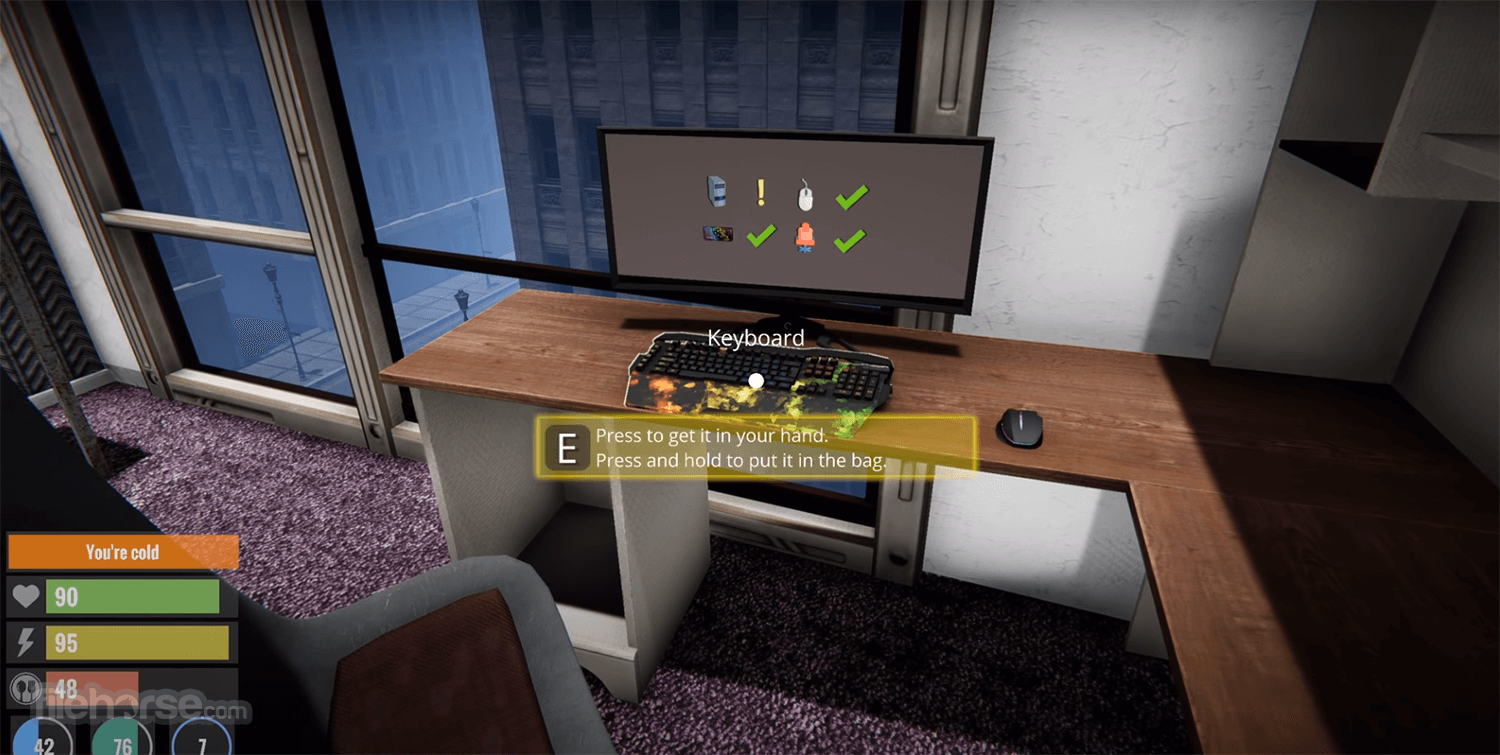 Keyboard
E
Press to get it in your hand.
Press and hold to put it in the bag.
You're cold
90
95
48
filehorse.com
42
76
7